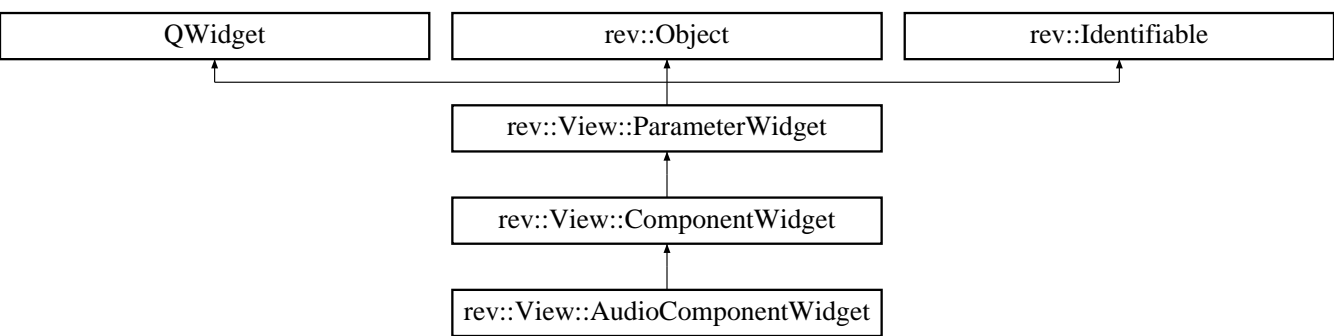 QWidget
rev::Object
rev::Identifiable
rev::View::ParameterWidget
rev::View::ComponentWidget
rev::View::AudioComponentWidget